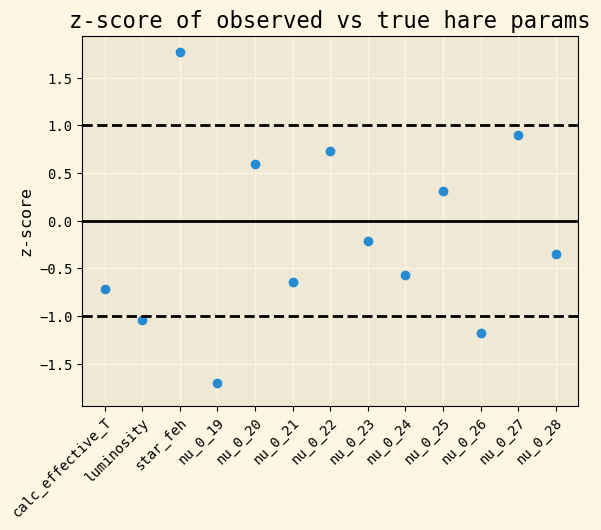 z-score of observed vs true hare params
z-score
1.5
1.0
0.5
0.0
−0.5
−1.0
−1.5
calc_effective_T
luminosity
star_feh
nu_0_19
nu_0_20
nu_0_21
nu_0_22
nu_0_23
nu_0_24
nu_0_25
nu_0_26
nu_0_27
nu_0_28